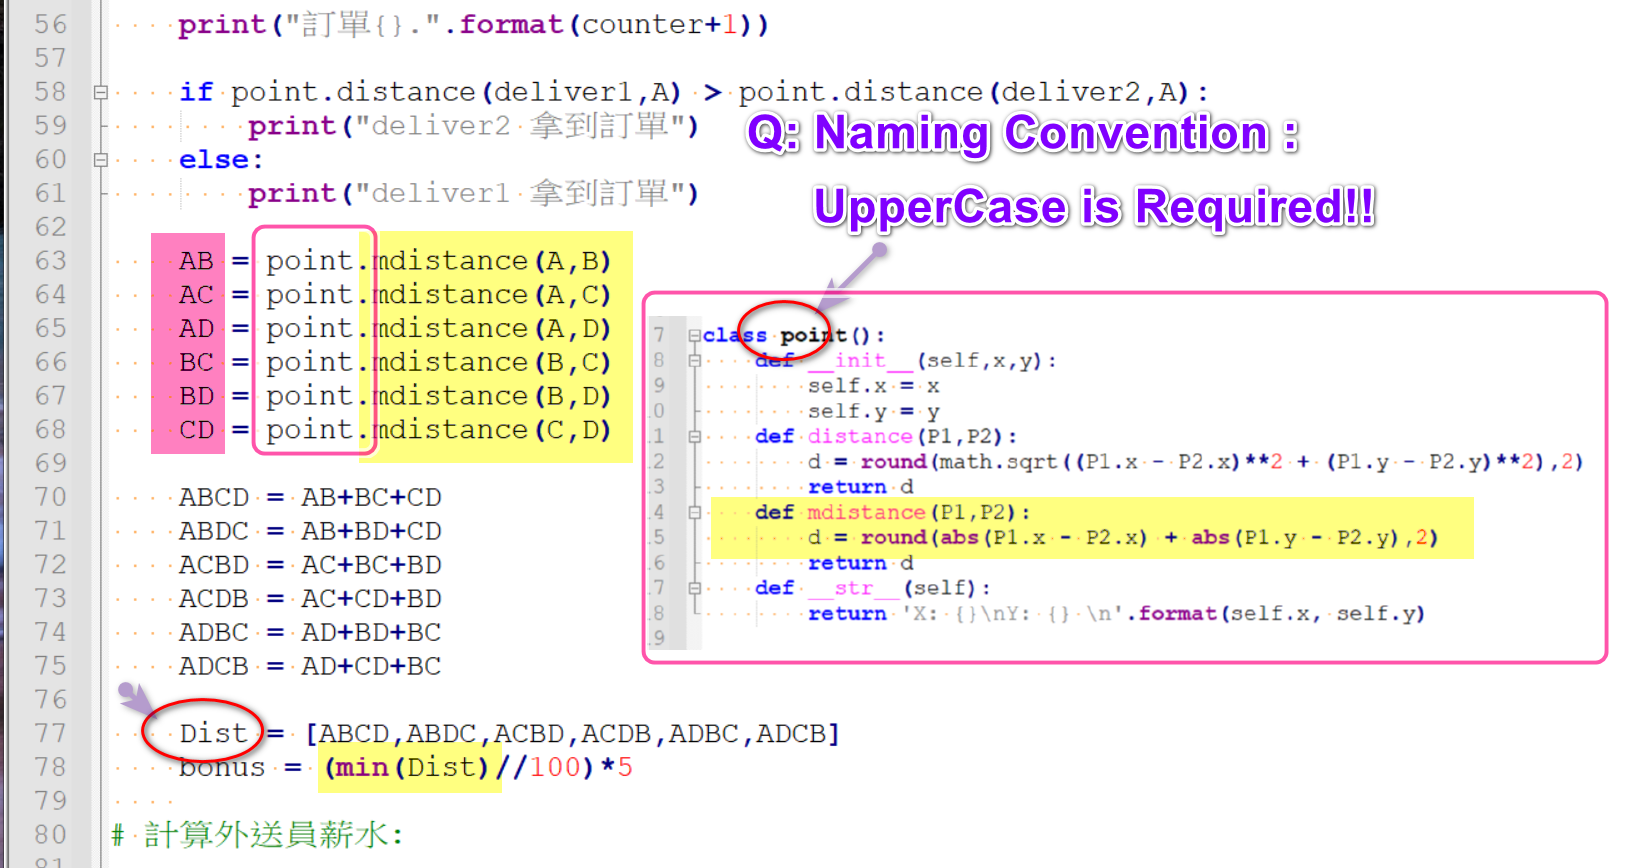 56 print("訂單{}.".format(counter+1))
57
58 if point.distance(deliver1,A) > point.distance(deliver2,A):
59 print("deliver2 拿到訂單")
60 else:
61 print("deliver1 拿到訂單")
62
63 AB = point.mdistance(A,B)
64 AC = point.mdistance(A,C)
65 AD = point.mdistance(A,D)
66 BC = point.mdistance(B,C)
67 BD = point.mdistance(B,D)
68 CD = point.mdistance(C,D)
69
70 ABCD = AB+BC+CD
71 ABDC = AB+BD+CD
72 ACBD = AC+BC+BD
73 ACDB = AC+CD+BD
74 ADBC = AD+BD+BC
75 ADCB = AD+CD+BC
76
77 Dist = [ABCD,ABDC,ACBD,ACDB,ADBC,ADCB]
78 bonus = (min(Dist)//100)*5
79
80 # 計算外送員薪水:
81
Q: Naming Convention :
UpperCase is Required!!
7 class point():
8 def __init__(self,x,y):
9 self.x = x
0 self.y = y
1 def distance(P1,P2):
2 d = round(math.sqrt((P1.x - P2.x)**2 + (P1.y - P2.y)**2),2)
3 return d
4 def mdistance(P1,P2):
5 d = round(abs(P1.x - P2.x) + abs(P1.y - P2.y),2)
6 return d
7 def __str__(self):
8 return 'X: {}\nY: {} \n'.format(self.x, self.y)
9